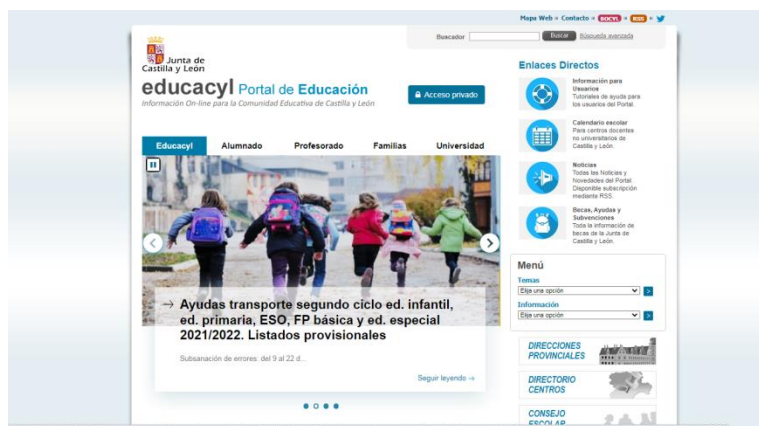 Mapa Web » Contacto » BOCYL » RSS »
Buscador Buscar Búsqueda avanzada
Junta de
Castilla y León
educacyl Portal de Educación
Información On-line para la Comunidad Educativa de Castilla y León
Acceso privado
Educacyl Alumnado Profesorado Familias Universidad
→ Ayudas transporte segundo ciclo ed. infantil,
ed. primaria, ESO, FP básica y ed. especial
2021/2022. Listados provisionales
Subsanación de errores: del 9 al 22 d...
Seguir leyendo →
Enlaces Directos
Información para
Usuarios
Tutoriales de ayuda para
los usuarios del Portal.
Calendario escolar
Para centros docentes
no universitarios de
Castilla y León.
Noticias
Todas las Noticias y
Novedades del Portal.
Disponible subscripción
mediante RSS.
Becas, Ayudas y
Subvenciones
Toda la información de
becas de la Junta de
Castilla y León.
Menú
Temas
Elije una opción >
Información
Elije una opción >
DIRECCIONES
PROVINCIALES
DIRECTORIO
CENTROS
CONSEJO
ESCOLAR